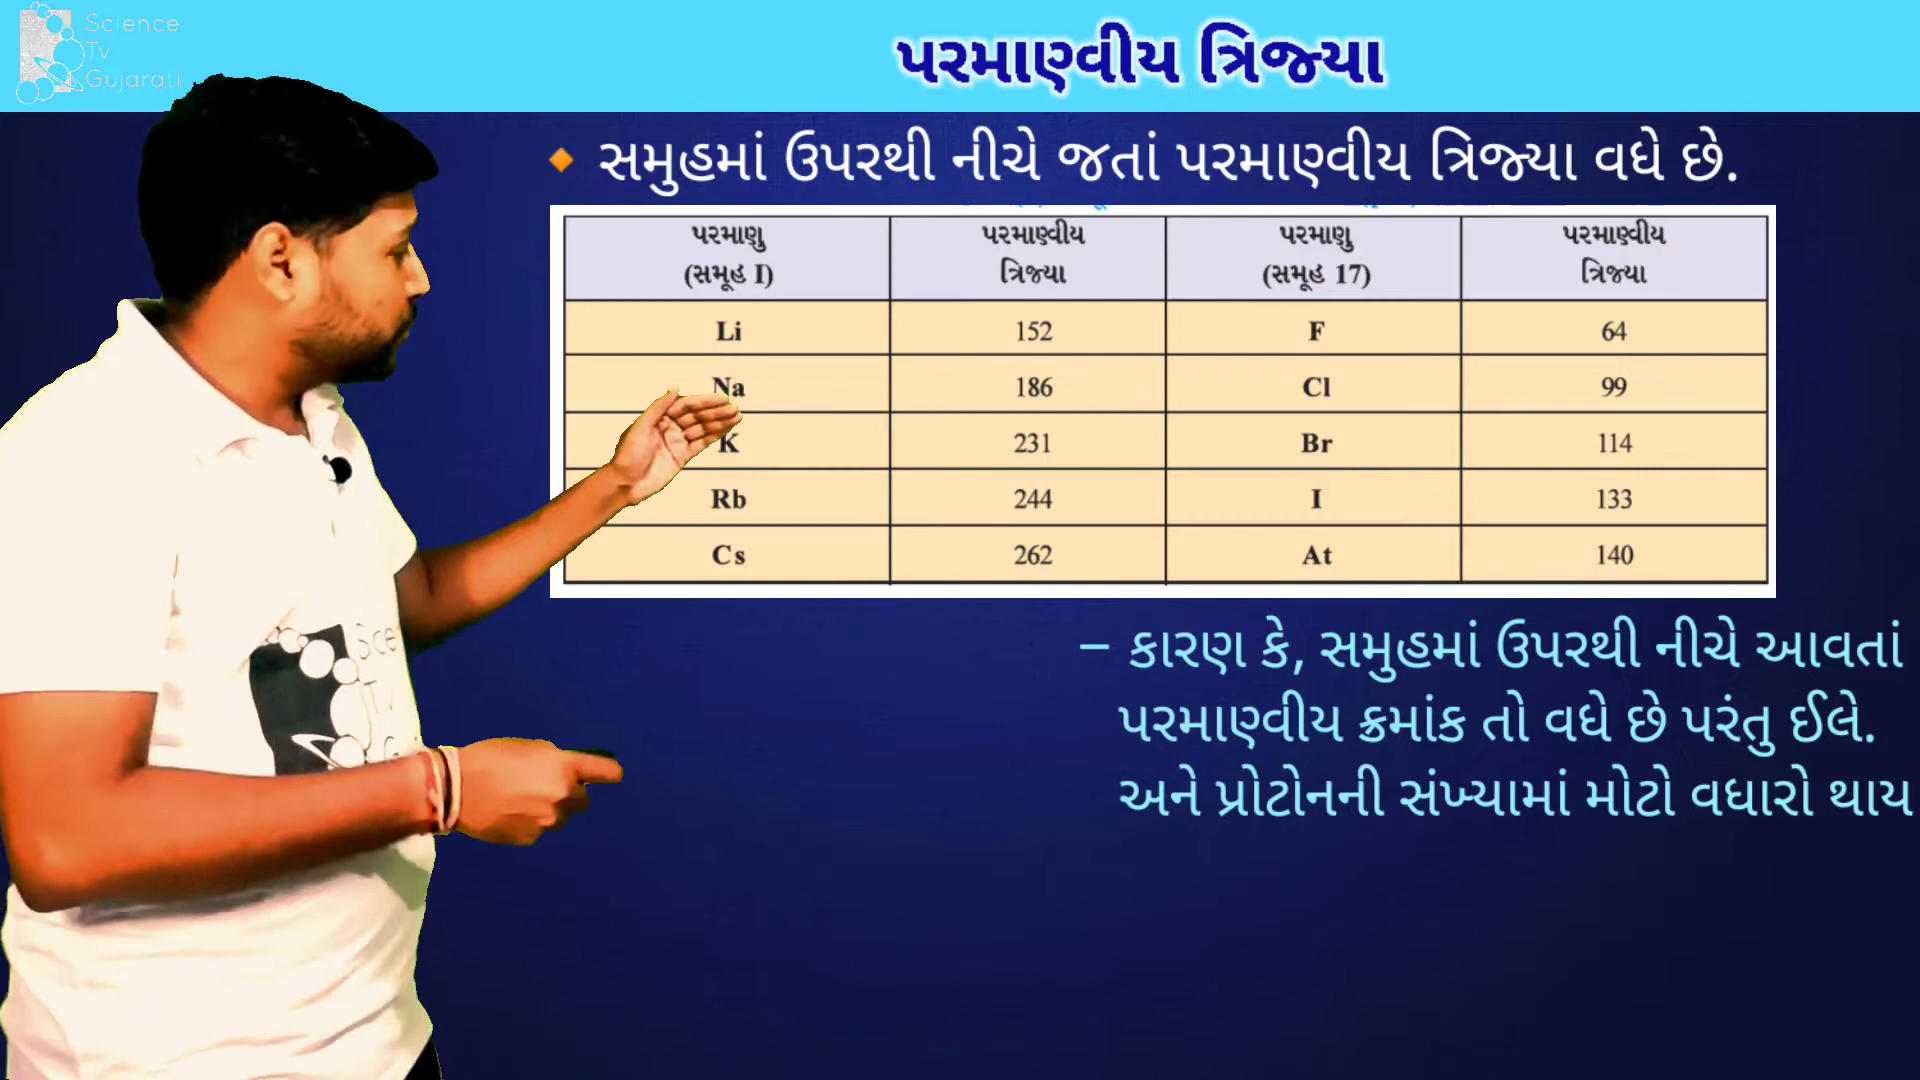 Science
Tv
Gujarati
પરમાણ્વીય ત્રિજ્યા
સમુહમાં ઉપરથી નીચે જતાં પરમાણ્વીય ત્રિજ્યા વધે છે.
પરમાણુ (સમૂહ I) પરમાણ્વીય ત્રિજ્યા પરમાણુ (સમૂહ 17) પરમાણ્વીય ત્રિજ્યા
Li 152 F 64
Na 186 Cl 99
K 231 Br 114
Rb 244 I 133
Cs 262 At 140
– કારણ કે, સમુહમાં ઉપરથી નીચે આવતાં
પરમાણ્વીય ક્રમાંક તો વધે છે પરંતુ ઈલે.
અને પ્રોટોનની સંખ્યામાં મોટો વધારો થાય